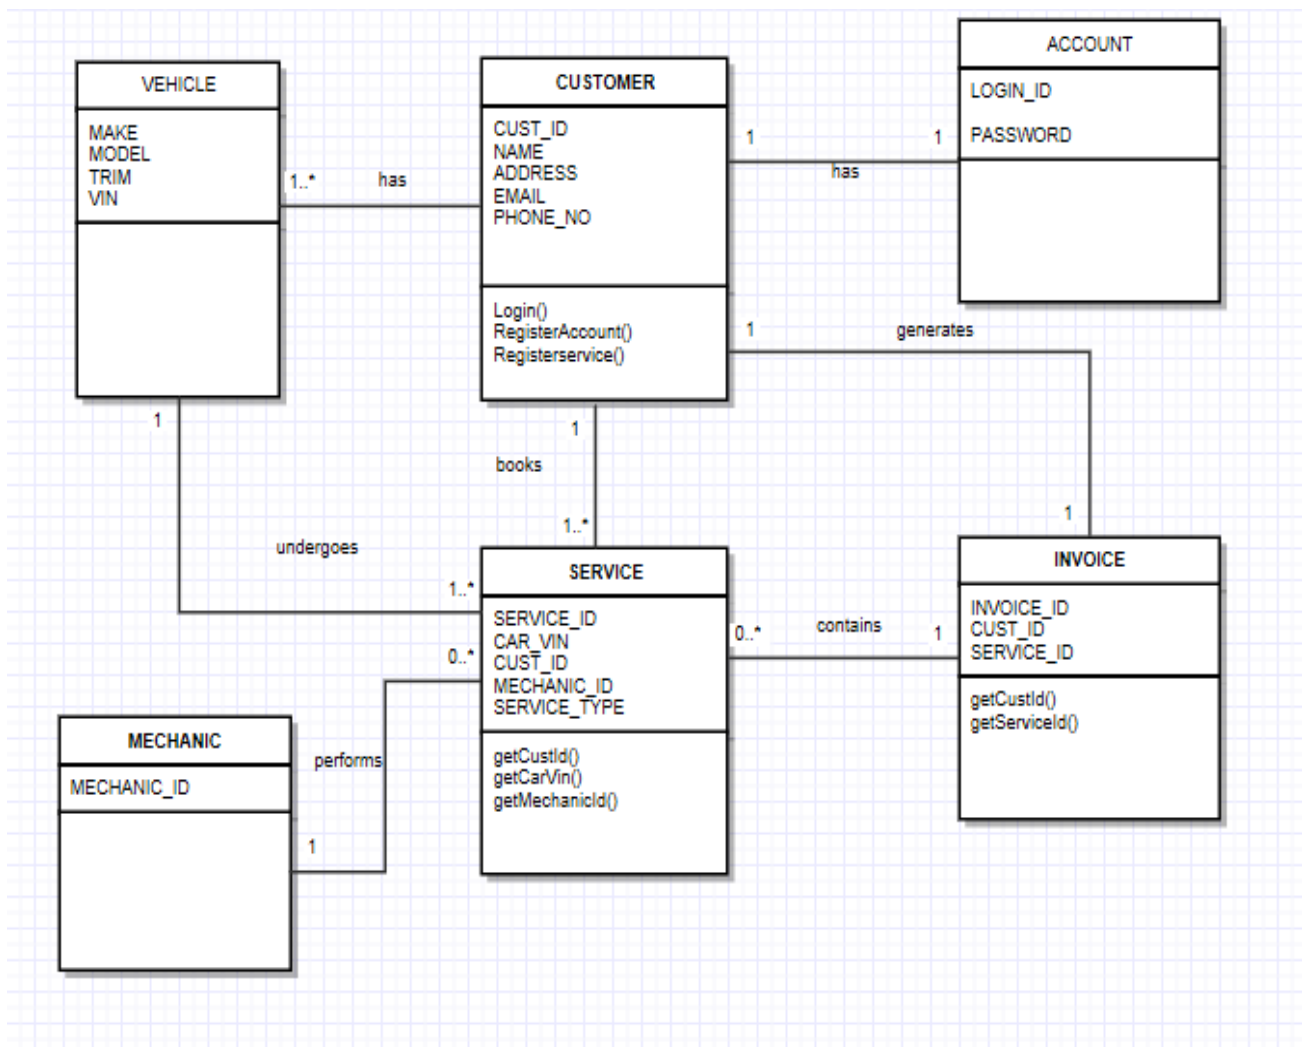 VEHICLE
MAKE
MODEL
TRIM
VIN
1..*
has
CUSTOMER
CUST_ID
NAME
ADDRESS
EMAIL
PHONE_NO
Login()
RegisterAccount()
Registerservice()
1
1
has
ACCOUNT
LOGIN_ID
PASSWORD
1
generates
1
1
undergoes
1..*
1
books
1..*
SERVICE
SERVICE_ID
CAR_VIN
CUST_ID
MECHANIC_ID
SERVICE_TYPE
getCustId()
getCarVin()
getMechanicId()
0..*
contains
1
INVOICE
INVOICE_ID
CUST_ID
SERVICE_ID
getCustId()
getServiceId()
0..*
performs
1
MECHANIC
MECHANIC_ID